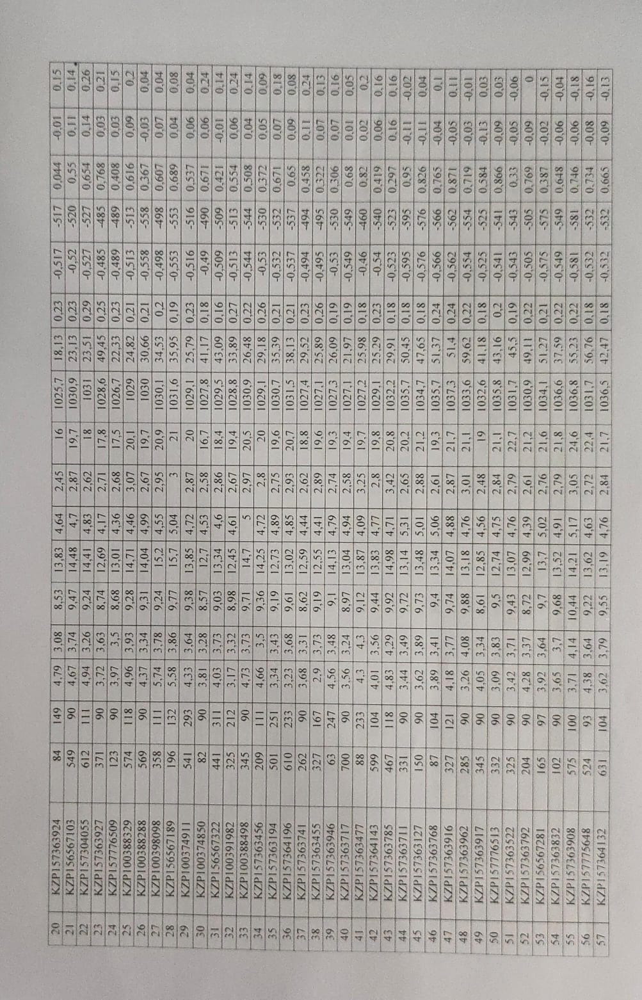 20 KZP157363924 84 149 4,79 3,08 8,53 13,83 4,64 2,45 16 1025,7 18,13 0,23 -0,517 -517 0,044 -0,01 0,15
21 KZP156567103 549 90 4,67 3,74 9,47 14,48 4,7 2,87 19,7 1030,9 23,13 0,23 -0,52 -520 0,55 0,11 0,14
22 KZP157304055 612 111 4,94 3,26 9,24 14,41 4,83 2,62 18 1031 23,51 0,29 -0,527 -527 0,654 0,14 0,26
23 KZP157363927 371 90 3,72 3,63 8,74 12,69 4,17 2,71 17,8 1028,6 49,45 0,25 -0,485 -485 0,768 0,03 0,21
24 KZP157776509 123 90 3,97 3,5 8,68 13,01 4,36 2,68 17,5 1026,7 22,33 0,23 -0,489 -489 0,408 0,03 0,15
25 KZP100388329 574 118 4,96 3,93 9,28 14,71 4,46 3,07 20,1 1029 24,82 0,21 -0,513 -513 0,616 0,09 0,2
26 KZP100388288 569 90 4,37 3,34 9,31 14,04 4,99 2,67 19,7 1030 30,66 0,21 -0,558 -558 0,367 -0,03 0,04
27 KZP100398098 358 111 5,74 3,78 9,24 15,2 4,55 2,95 20,9 1030,1 34,53 0,2 -0,498 -498 0,607 0,07 0,04
28 KZP156567189 196 132 5,58 3,86 9,77 15,7 5,04 3 21 1031,6 35,95 0,19 -0,553 -553 0,689 0,04 0,08
29 KZP100374911 541 293 4,33 3,64 9,38 13,85 4,72 2,87 20 1029,1 25,79 0,23 -0,516 -516 0,537 0,06 0,04
30 KZP100374850 82 90 3,81 3,28 8,57 12,7 4,53 2,58 16,7 1027,8 41,17 0,18 -0,49 -490 0,671 0,06 0,24
31 KZP156567322 441 311 4,03 3,73 9,03 13,34 4,6 2,86 18,4 1029,5 43,09 0,16 -0,509 -509 0,421 -0,01 0,14
32 KZP100391982 325 212 3,17 3,32 8,98 12,45 4,61 2,67 19,4 1028,8 33,89 0,27 -0,513 -513 0,554 0,06 0,24
33 KZP100388498 345 90 4,73 3,73 9,71 14,7 5 2,97 20,5 1030,9 26,48 0,22 -0,544 -544 0,508 0,04 0,14
34 KZP157363456 209 111 4,66 3,5 9,36 14,25 4,72 2,8 20 1029,1 29,18 0,26 -0,53 -530 0,372 0,05 0,09
35 KZP157363194 501 251 3,34 3,43 9,19 12,73 4,89 2,75 19,6 1030,7 35,39 0,21 -0,532 -532 0,671 0,07 0,18
36 KZP157364196 610 233 3,23 3,68 9,61 13,02 4,85 2,93 20,7 1031,5 38,13 0,21 -0,537 -537 0,65 0,09 0,08
37 KZP157363741 262 90 3,68 3,31 8,62 12,59 4,44 2,62 18,8 1027,4 29,52 0,23 -0,494 -494 0,458 0,11 0,24
38 KZP157363455 327 167 2,9 3,73 9,19 12,55 4,41 2,89 19,6 1027,1 25,89 0,26 -0,495 -495 0,322 0,07 0,13
39 KZP157363946 63 247 4,56 3,48 9,1 14,13 4,79 2,74 19,3 1027,3 26,09 0,19 -0,53 -530 0,306 0,07 0,16
40 KZP157363717 700 90 3,56 3,24 8,97 13,04 4,94 2,58 19,4 1027,1 21,97 0,19 -0,549 -549 0,68 0,01 0,05
41 KZP157363477 88 233 4,3 4,3 9,12 13,87 4,09 3,25 19,7 1027,2 25,98 0,18 -0,46 -460 0,82 0,02 0,2
42 KZP157364143 599 104 4,01 3,56 9,44 13,83 4,77 2,8 19,8 1029,1 25,29 0,23 -0,54 -540 0,419 0,06 0,16
43 KZP157363785 467 118 4,83 4,29 9,92 14,98 4,71 3,42 20,8 1032,2 29,91 0,18 -0,523 -523 0,297 0,16 0,16
44 KZP157363711 331 90 3,44 3,49 9,72 13,14 5,31 2,65 20,2 1035,7 50,45 0,18 -0,595 -595 0,95 -0,11 -0,02
45 KZP157363127 150 90 3,62 3,89 9,73 13,48 5,01 2,88 21,2 1034,7 47,65 0,18 -0,576 -576 0,826 -0,11 0,04
46 KZP157363768 87 104 3,89 3,41 9,4 13,34 5,06 2,61 19,3 1035,7 51,37 0,24 -0,566 -566 0,765 -0,04 0,1
47 KZP157363916 327 121 4,18 3,77 9,74 14,07 4,88 2,87 21,7 1037,3 51,4 0,24 -0,562 -562 0,871 -0,05 0,11
48 KZP157363962 285 90 3,26 4,08 9,88 13,18 4,76 3,01 21,1 1033,6 59,62 0,22 -0,554 -554 0,719 -0,03 -0,01
49 KZP157363917 345 90 4,05 3,34 8,61 12,85 4,56 2,48 19 1032,6 41,18 0,18 -0,525 -525 0,584 -0,13 0,03
50 KZP157776513 332 90 3,09 3,83 9,5 12,74 4,75 2,84 21,1 1035,8 43,16 0,2 -0,541 -541 0,866 -0,09 0,03
51 KZP157363522 325 90 3,42 3,71 9,43 13,07 4,76 2,79 22,7 1031,7 45,5 0,19 -0,543 -543 0,33 -0,05 -0,06
52 KZP157363792 204 90 4,28 3,37 8,72 12,99 4,39 2,61 21,2 1030,9 49,11 0,22 -0,505 -505 0,769 -0,09 0
53 KZP156567281 165 97 3,92 3,64 9,7 13,7 5,02 2,76 21,6 1034,1 51,27 0,21 -0,575 -575 0,387 -0,02 -0,15
54 KZP157363832 102 90 3,65 3,7 9,68 13,52 4,91 2,79 21,8 1036,6 37,59 0,22 -0,549 -549 0,648 -0,06 -0,04
55 KZP157363908 575 100 3,71 4,14 10,44 14,21 5,17 3,05 24,6 1036,8 55,23 0,22 -0,581 -581 0,746 -0,06 -0,18
56 KZP157775648 524 93 4,38 3,64 9,22 13,62 4,63 2,72 22,4 1031,7 56,76 0,18 -0,532 -532 0,734 -0,08 -0,16
57 KZP157364132 631 104 3,62 3,79 9,55 13,19 4,76 2,84 21,7 1036,5 42,47 0,18 -0,532 -532 0,665 -0,09 -0,13